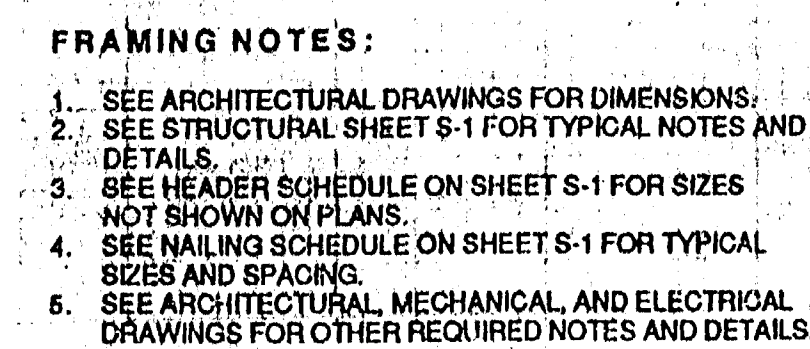 FRAMING NOTES:
1. SEE ARCHITECTURAL DRAWINGS FOR DIMENSIONS.
2. SEE STRUCTURAL SHEET S-1 FOR TYPICAL NOTES AND
DETAILS.
3. SEE HEADER SCHEDULE ON SHEET S-1 FOR SIZES
NOT SHOWN ON PLANS.
4. SEE NAILING SCHEDULE ON SHEET S-1 FOR TYPICAL
SIZES AND SPACING.
5. SEE ARCHITECTURAL, MECHANICAL, AND ELECTRICAL
DRAWINGS FOR OTHER REQUIRED NOTES AND DETAILS